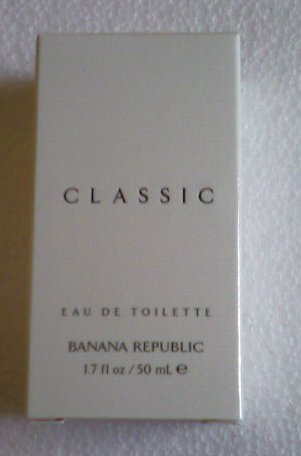 CLASSIC
EAU DE TOILETTE
BANANA REPUBLIC
1.7 fl oz / 50 mL ℮